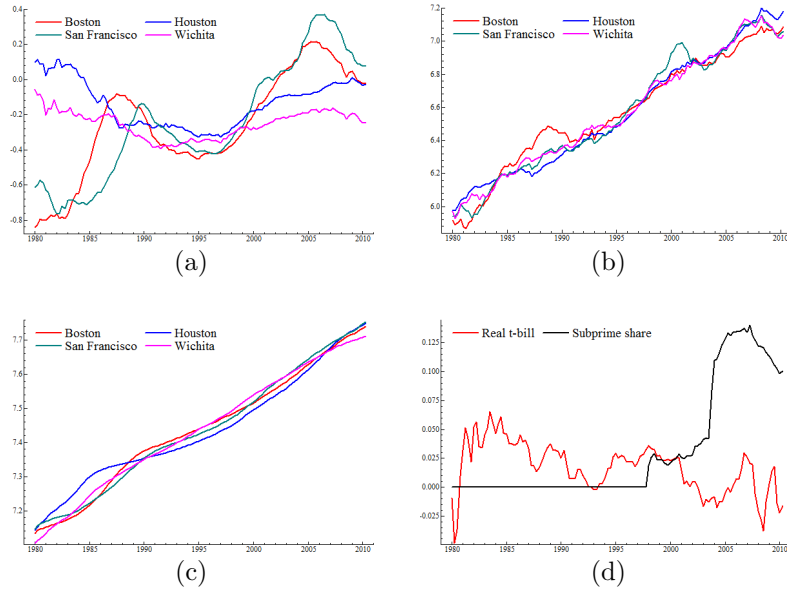 Boston Houston
San Francisco Wichita
0.4
0.2
0.0
-0.2
-0.4
-0.6
-0.8
1980 1985 1990 1995 2000 2005 2010
(a)
Boston Houston
San Francisco Wichita
7.2
7.0
6.8
6.6
6.4
6.2
6.0
1980 1985 1990 1995 2000 2005 2010
(b)
Boston Houston
San Francisco Wichita
7.7
7.6
7.5
7.4
7.3
7.2
1980 1985 1990 1995 2000 2005 2010
(c)
Real t-bill Subprime share
0.125
0.100
0.075
0.050
0.025
0.000
-0.025
1980 1985 1990 1995 2000 2005 2010
(d)